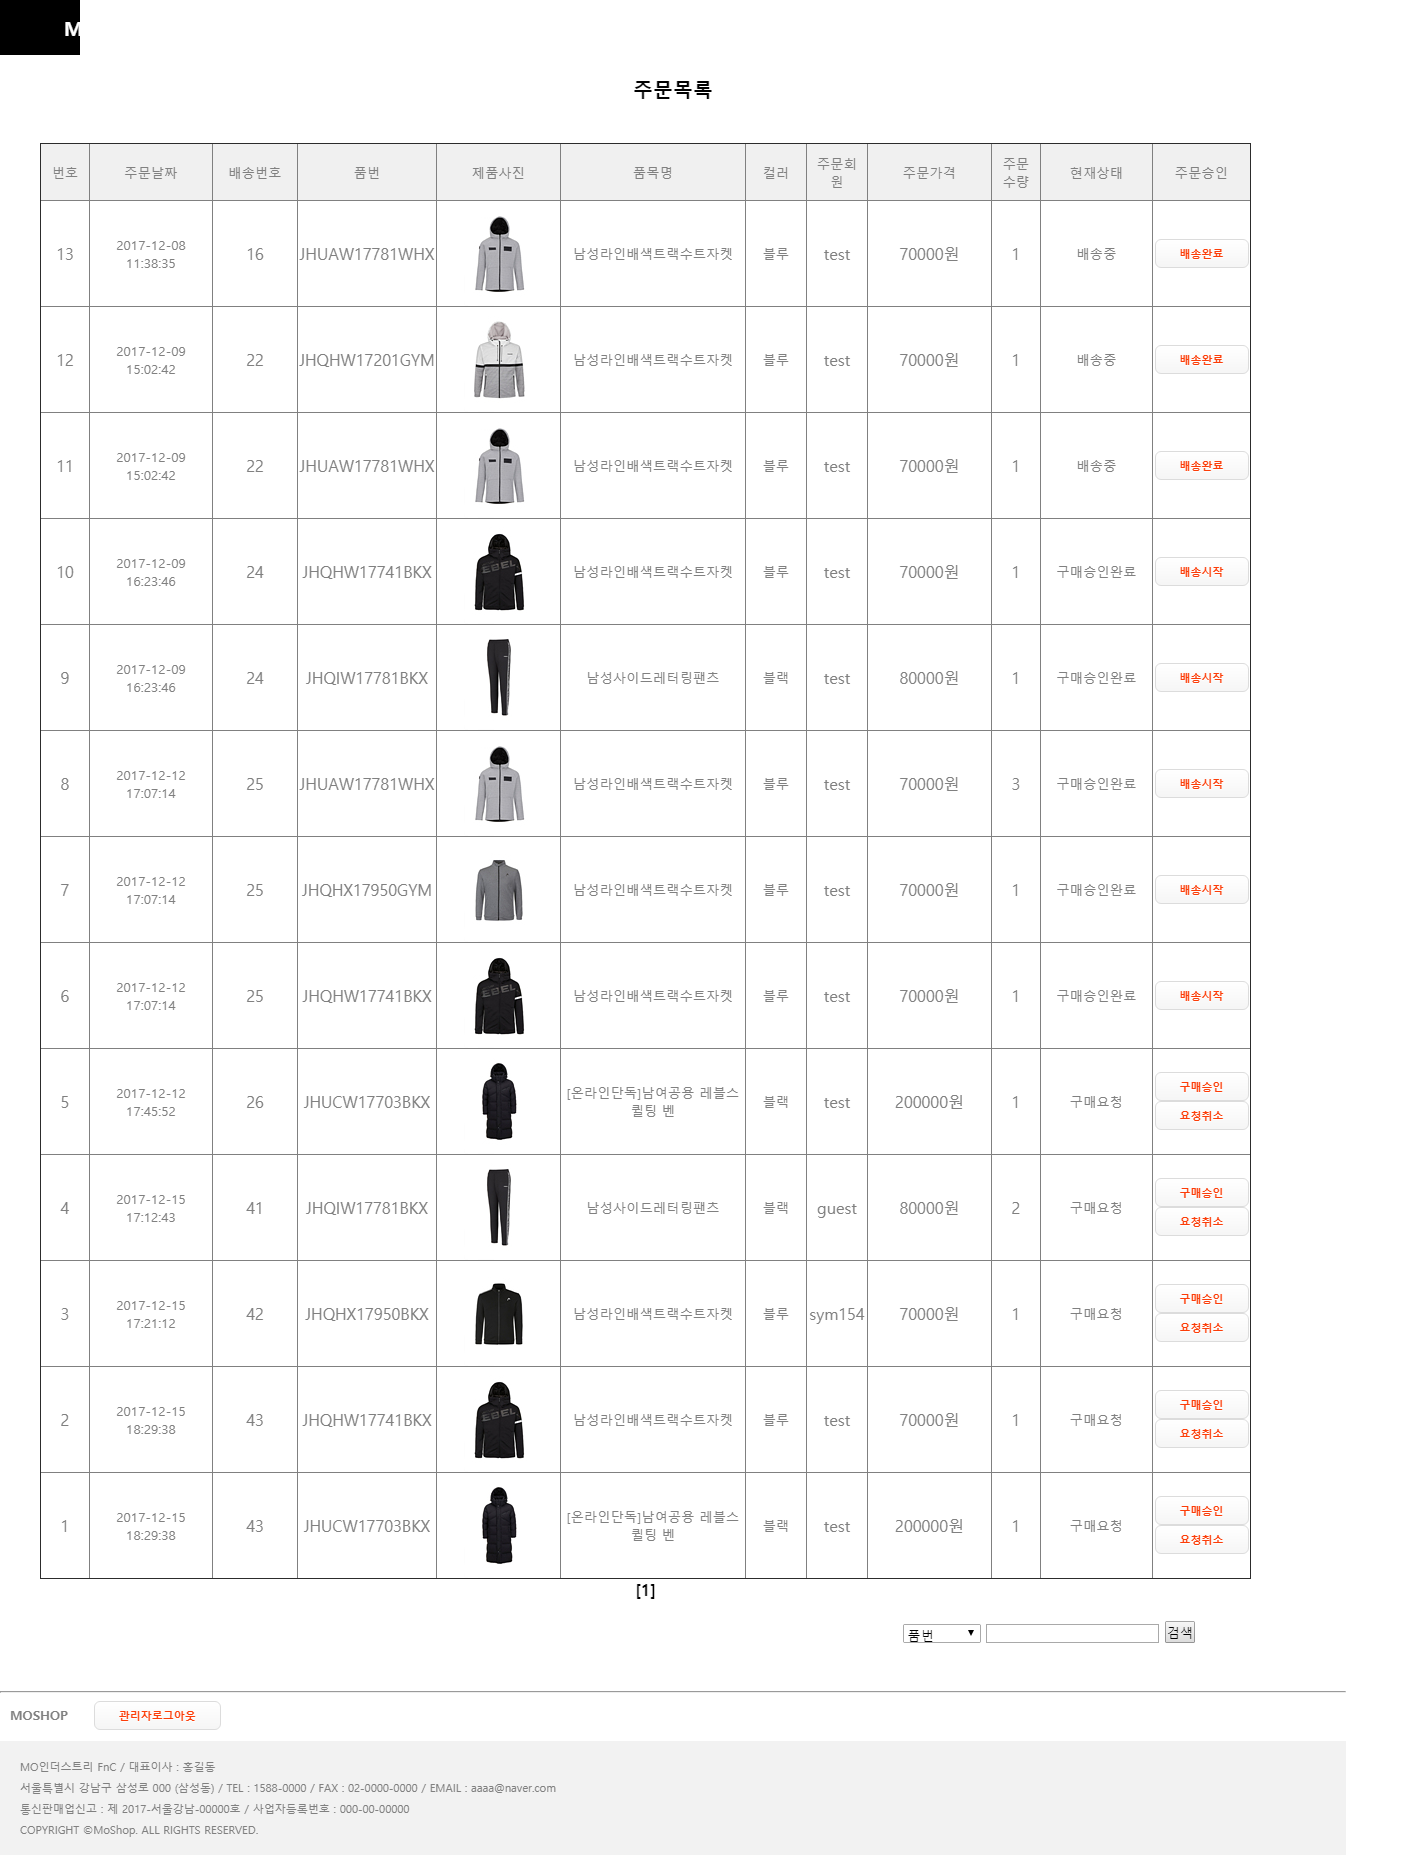 M
주문목록
번호 주문날짜 배송번호 품번 제품사진 품목명 컬러 주문회원 주문가격 주문수량 현재상태 주문승인
13 2017-12-08 11:38:35 16 JHUAW17781WHX 남성라인배색트랙수트자켓 블루 test 70000원 1 배송중 배송완료
12 2017-12-09 15:02:42 22 JHQHW17201GYM 남성라인배색트랙수트자켓 블루 test 70000원 1 배송중 배송완료
11 2017-12-09 15:02:42 22 JHUAW17781WHX 남성라인배색트랙수트자켓 블루 test 70000원 1 배송중 배송완료
10 2017-12-09 16:23:46 24 JHQHW17741BKX 남성라인배색트랙수트자켓 블루 test 70000원 1 구매승인완료 배송시작
9 2017-12-09 16:23:46 24 JHQIW17781BKX 남성사이드레터링팬츠 블랙 test 80000원 1 구매승인완료 배송시작
8 2017-12-12 17:07:14 25 JHUAW17781WHX 남성라인배색트랙수트자켓 블루 test 70000원 3 구매승인완료 배송시작
7 2017-12-12 17:07:14 25 JHQHX17950GYM 남성라인배색트랙수트자켓 블루 test 70000원 1 구매승인완료 배송시작
6 2017-12-12 17:07:14 25 JHQHW17741BKX 남성라인배색트랙수트자켓 블루 test 70000원 1 구매승인완료 배송시작
5 2017-12-12 17:45:52 26 JHUCW17703BKX [온라인단독]남여공용 레블스 퀼팅 벤 블랙 test 200000원 1 구매요청 구매승인 요청취소
4 2017-12-15 17:12:43 41 JHQIW17781BKX 남성사이드레터링팬츠 블랙 guest 80000원 2 구매요청 구매승인 요청취소
3 2017-12-15 17:21:12 42 JHQHX17950BKX 남성라인배색트랙수트자켓 블루 sym154 70000원 1 구매요청 구매승인 요청취소
2 2017-12-15 18:29:38 43 JHQHW17741BKX 남성라인배색트랙수트자켓 블루 test 70000원 1 구매요청 구매승인 요청취소
1 2017-12-15 18:29:38 43 JHUCW17703BKX [온라인단독]남여공용 레블스 퀼팅 벤 블랙 test 200000원 1 구매요청 구매승인 요청취소
[1]
품번 검색
MOSHOP 관리자로그아웃
MO인더스트리 FnC / 대표이사 : 홍길동
서울특별시 강남구 삼성로 000 (삼성동) / TEL : 1588-0000 / FAX : 02-0000-0000 / EMAIL : aaaa@naver.com
통신판매업신고 : 제 2017-서울강남-00000호 / 사업자등록번호 : 000-00-00000
COPYRIGHT ©MoShop. ALL RIGHTS RESERVED.